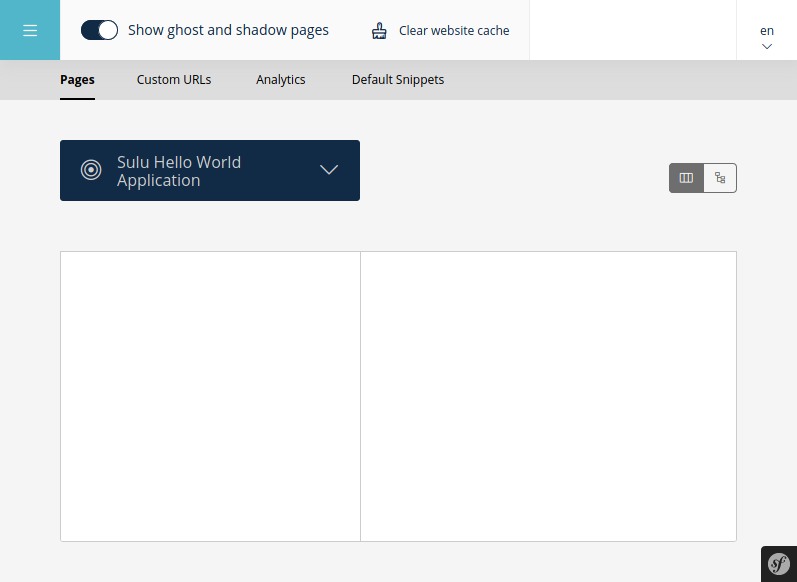 Show ghost and shadow pages
Clear website cache
en
Pages
Custom URLs
Analytics
Default Snippets
Sulu Hello World
Application